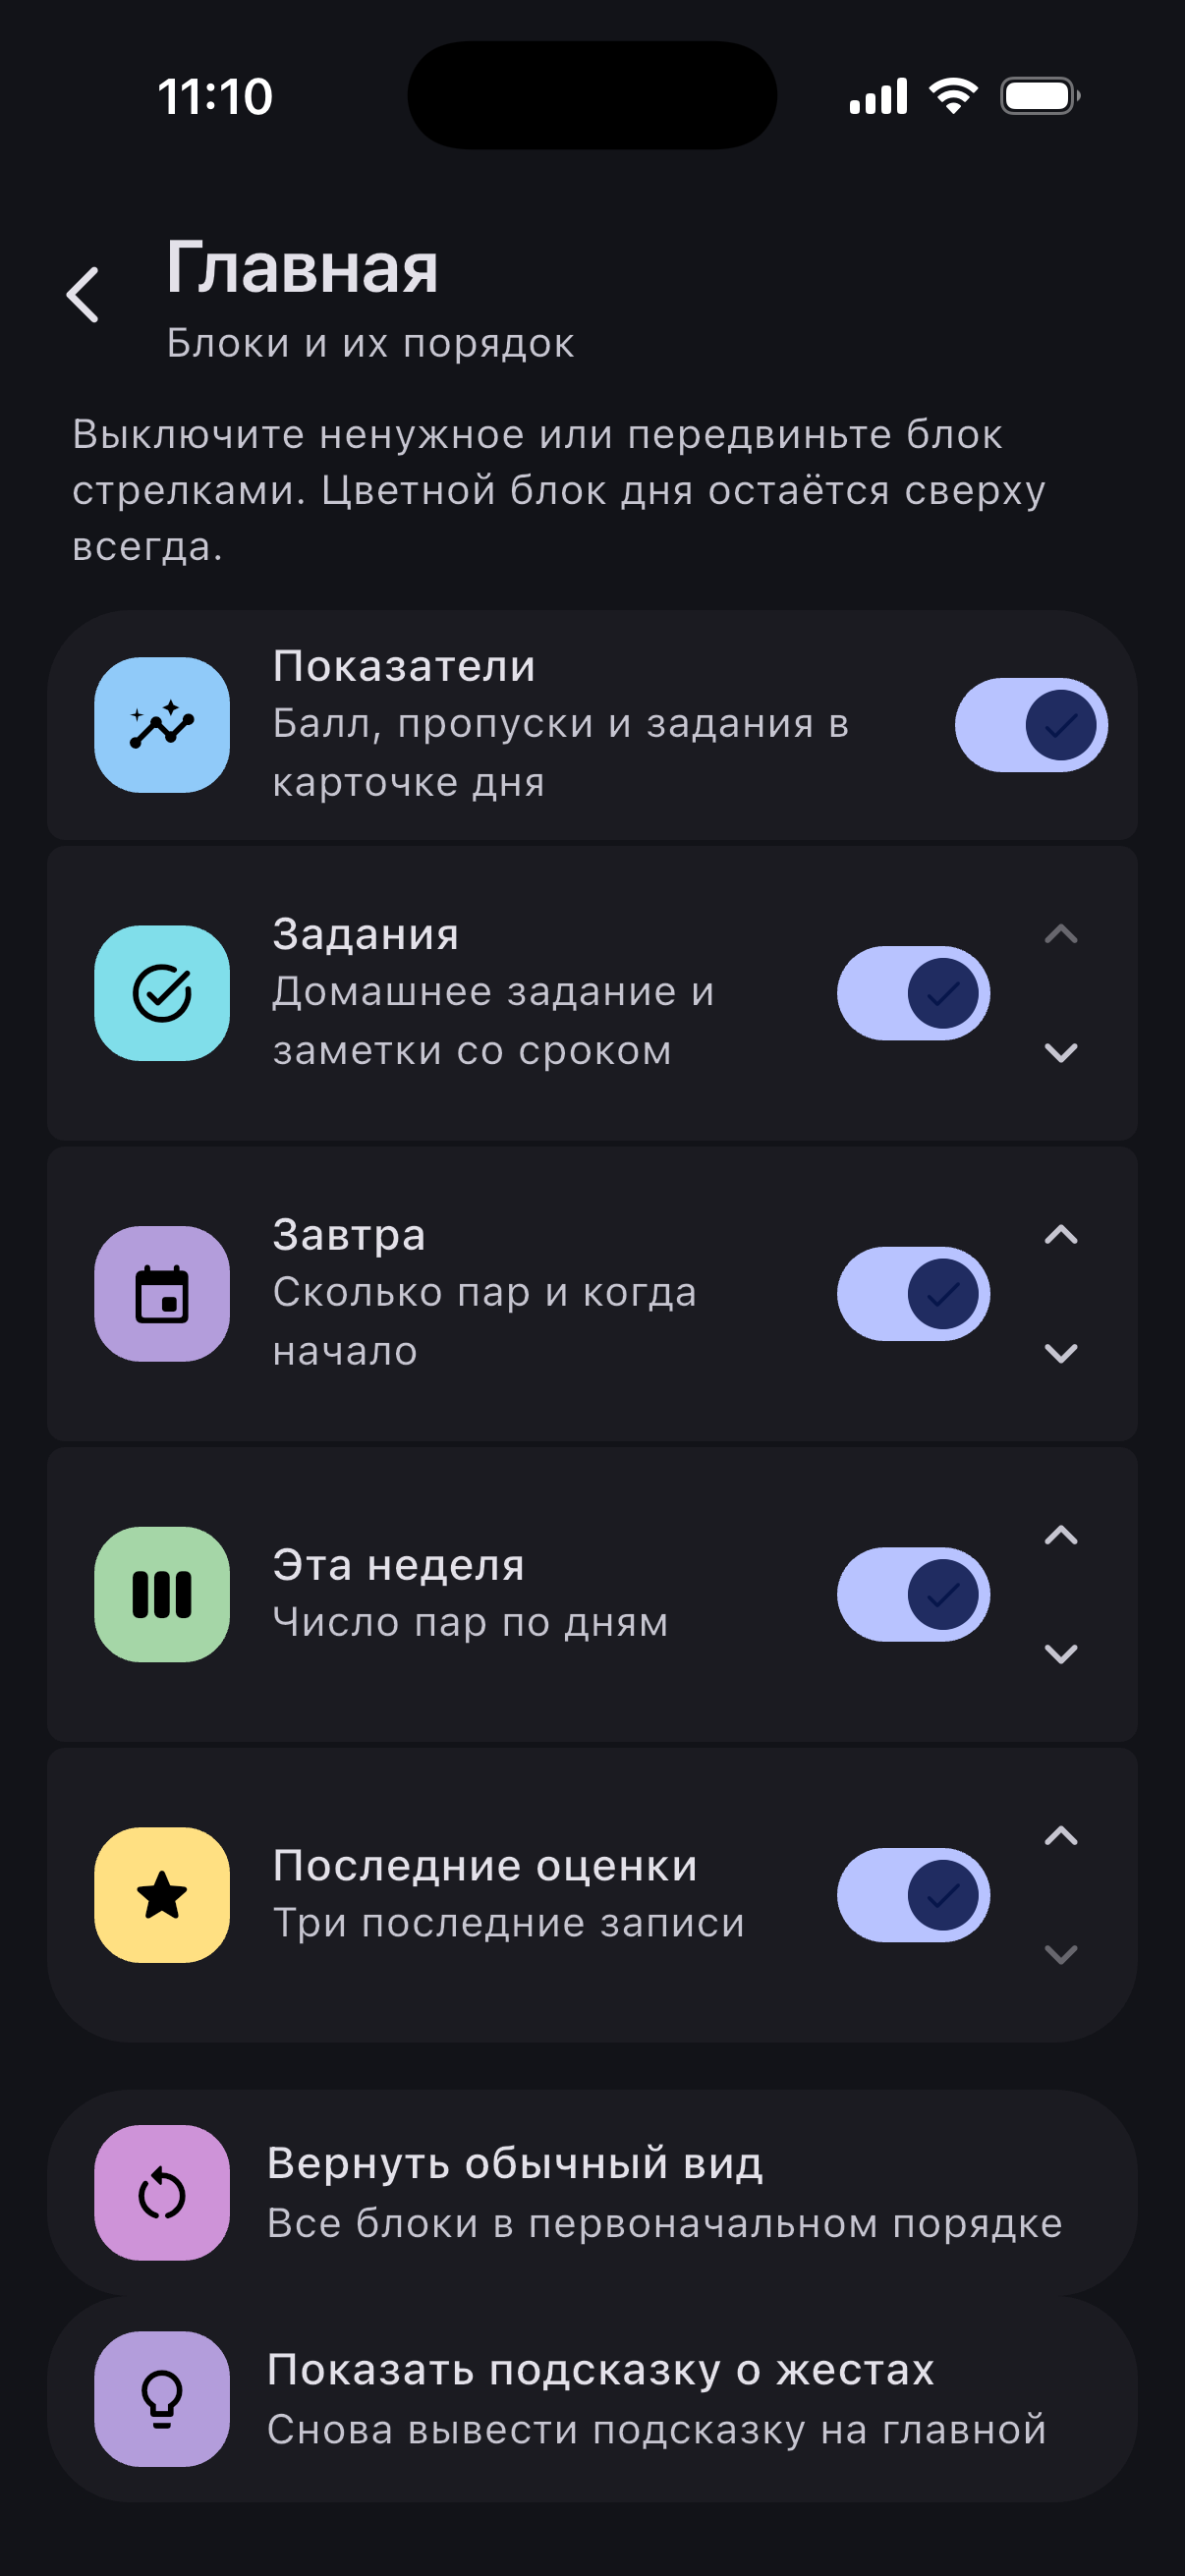 11:10
Главная
Блоки и их порядок
Выключите ненужное или передвиньте блок
стрелками. Цветной блок дня остаётся сверху
всегда.
Показатели
Балл, пропуски и задания в
карточке дня
Задания
Домашнее задание и
заметки со сроком
Завтра
Сколько пар и когда
начало
Эта неделя
Число пар по дням
Последние оценки
Три последние записи
Вернуть обычный вид
Все блоки в первоначальном порядке
Показать подсказку о жестах
Снова вывести подсказку на главной